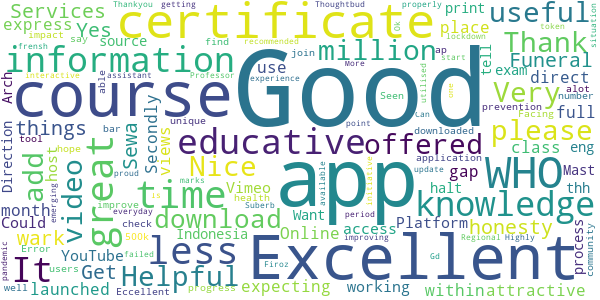 Thankyou getting Thoughtbud Ok properly
Services Yes certificate print useful
express impact source million place recommended lockdown situation
information say find join ap start token
frensh use tell Thank Funeral
interactive assistant Professor More exam direct
Arch able experience one
course Good Very number alot
things unique Seen utilised Can Facing prevention full
Direction bar educative offered please
tool point downloaded class eng
add great host Sewa Secondly views Nice app WHO gap application Mast
proud hope marks is available initiative update halt thh
video time Vimeo health knowledge
month improve Suberb Want period
Could everyday download Indonesia Online access Platform honesty process community
wark emerging check 500k less improving Regional Highly
It YouTube Error Get users Excellent Gd
pandemic launched Helpful expecting working within attractive
well Eccellent failed progress Firoz